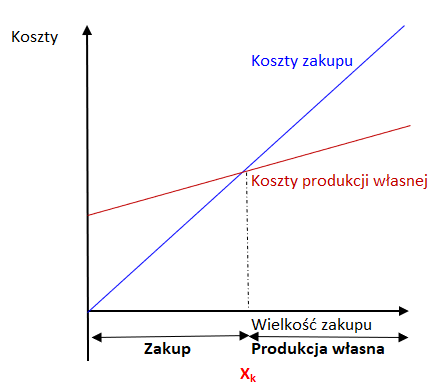 Koszty
Koszty zakupu
Koszty produkcji własnej
Wielkość zakupu
Zakup
Produkcja własna
Xk